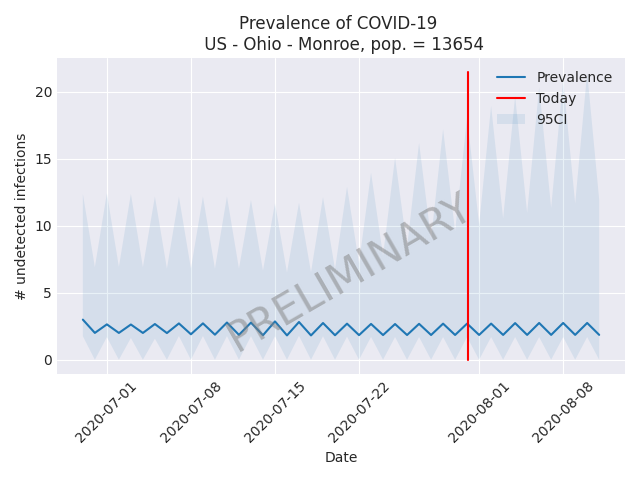 Prevalence of COVID-19
US - Ohio - Monroe, pop. = 13654
Prevalence
Today
95CI
# undetected infections
20
15
10
5
0
PRELIMINARY
2020-07-01
2020-07-08
2020-07-15
2020-07-22
2020-08-01
2020-08-08
Date